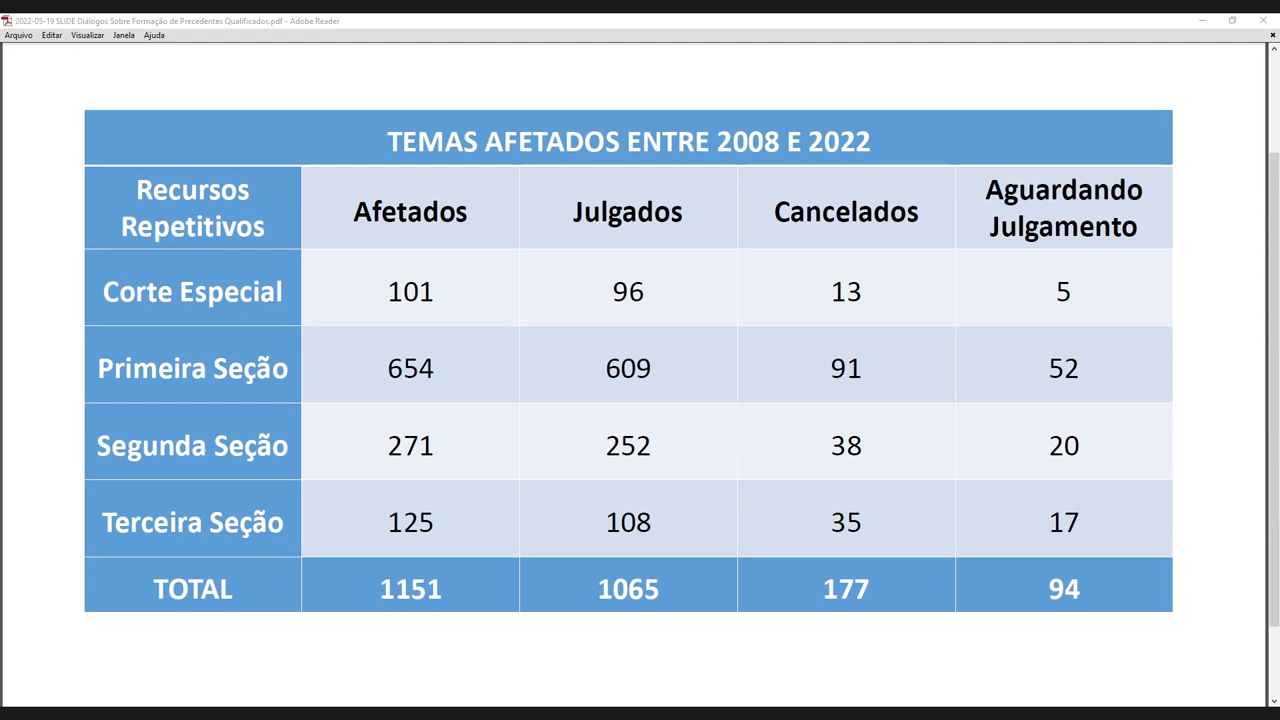 2022-05-19 SLIDE Diálogos Sobre Formação de Precedentes Qualificados.pdf - Adobe Reader
Arquivo Editar Visualizar Janela Ajuda
TEMAS AFETADOS ENTRE 2008 E 2022
Recursos
Repetitivos
Afetados
Julgados
Cancelados
Aguardando
Julgamento
Corte Especial 101 96 13 5
Primeira Seção 654 609 91 52
Segunda Seção 271 252 38 20
Terceira Seção 125 108 35 17
TOTAL 1151 1065 177 94